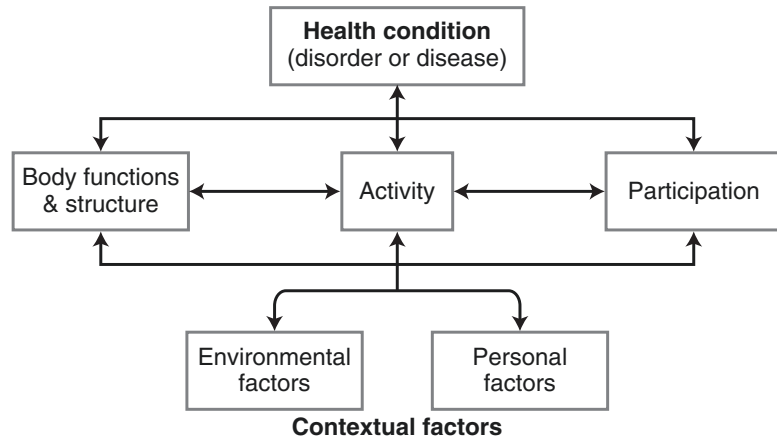 Health condition
(disorder or disease)
Body functions
& structure
Activity
Participation
Environmental
factors
Personal
factors
Contextual factors